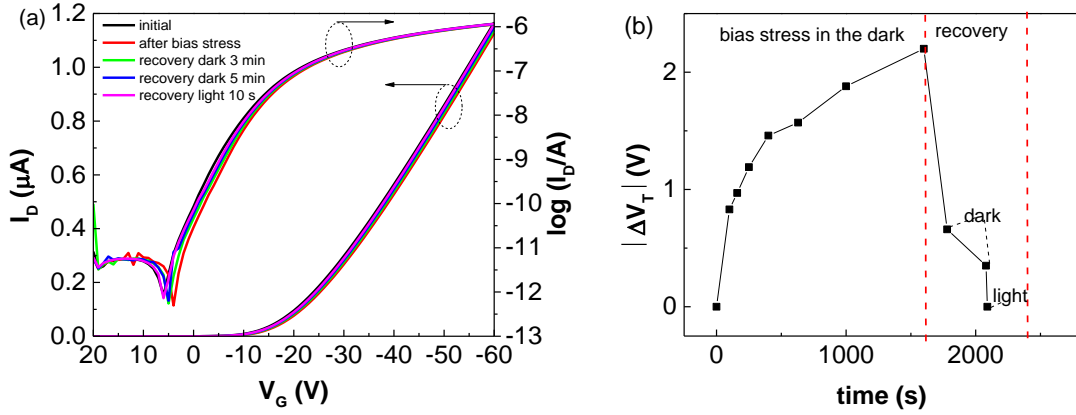 (a)
initial
after bias stress
recovery dark 3 min
recovery dark 5 min
recovery light 10 s
1.2
1.0
0.8
0.6
0.4
0.2
0.0
I_D (μA)
-6
-7
-8
-9
-10
-11
-12
-13
log (I_D/A)
20 10 0 -10 -20 -30 -40 -50 -60
V_G (V)
(b)
bias stress in the dark recovery
2
1
0
|ΔV_T| (V)
dark
light
0 1000 2000
time (s)